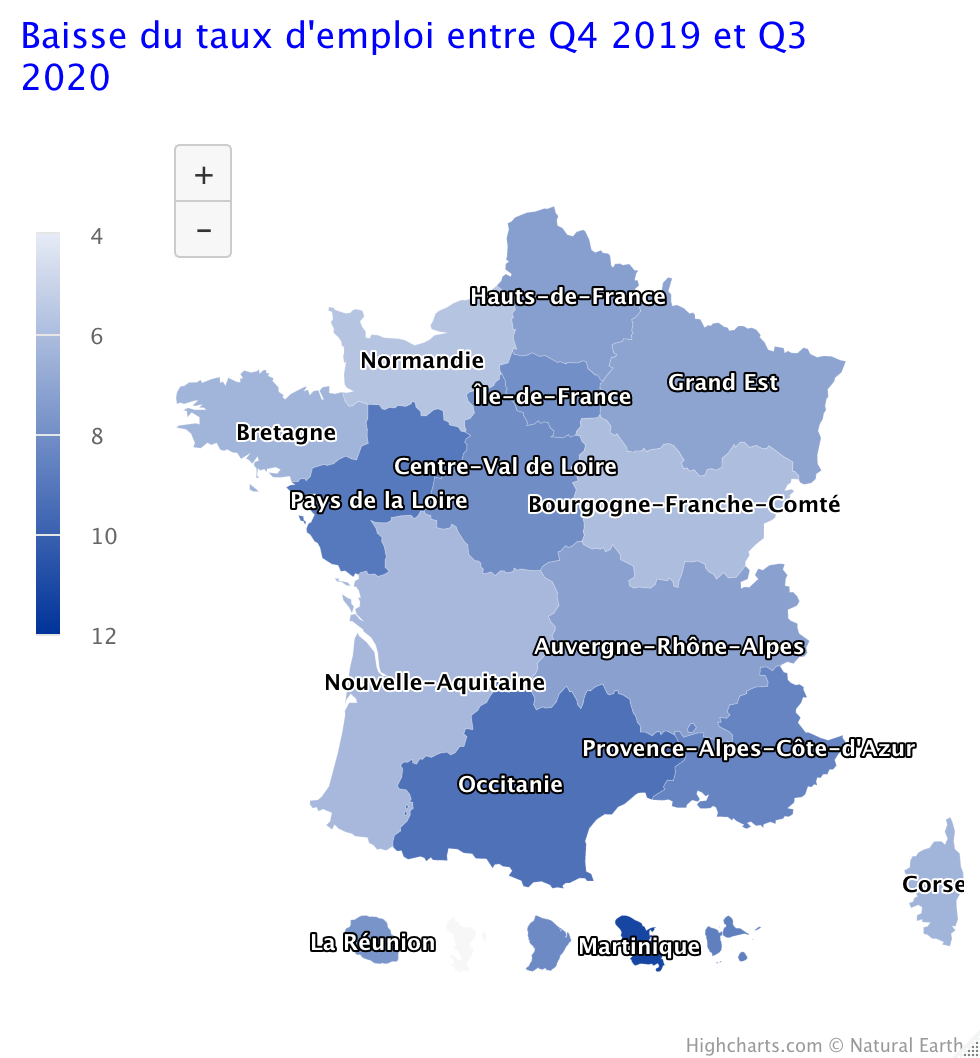 Baisse du taux d'emploi entre Q4 2019 et Q3
2020
+
−
4
6
8
10
12
Hauts-de-France
Normandie
Grand Est
Île-de-France
Bretagne
Centre-Val de Loire
Pays de la Loire
Bourgogne-Franche-Comté
Auvergne-Rhône-Alpes
Nouvelle-Aquitaine
Provence-Alpes-Côte-d'Azur
Occitanie
Corse
La Réunion
Martinique
Highcharts.com © Natural Earth